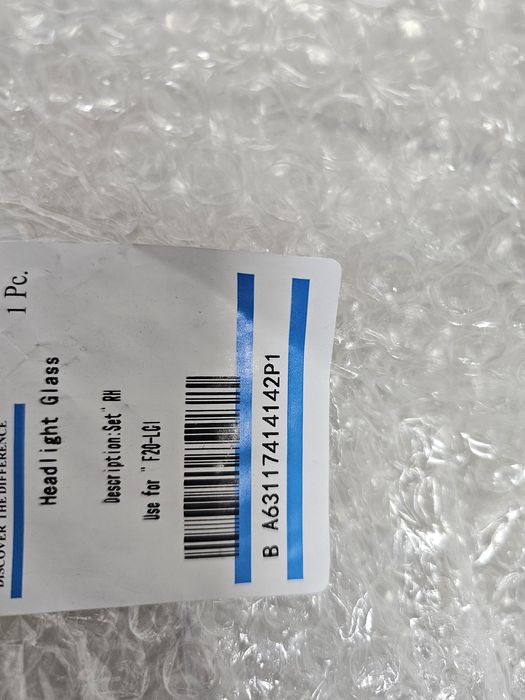 1 Pc.
DISCOVER THE DIFFERENCE
Headlight Glass
Description:Set" RH
Use for " F20-LCI
B A63117414142P1